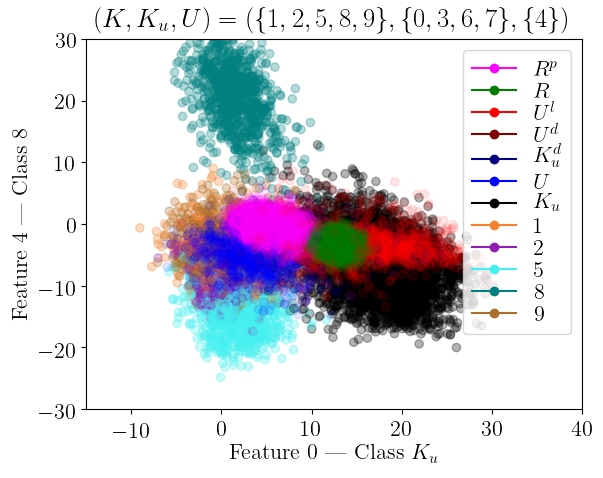 (K, K_u, U) = ({1, 2, 5, 8, 9}, {0, 3, 6, 7}, {4})
30
20
10
0
−10
−20
−30
Feature 4 — Class 8
R^p
R
U^l
U^d
K_u^d
U
K_u
1
2
5
8
9
−10
0
10
20
30
40
Feature 0 — Class K_u